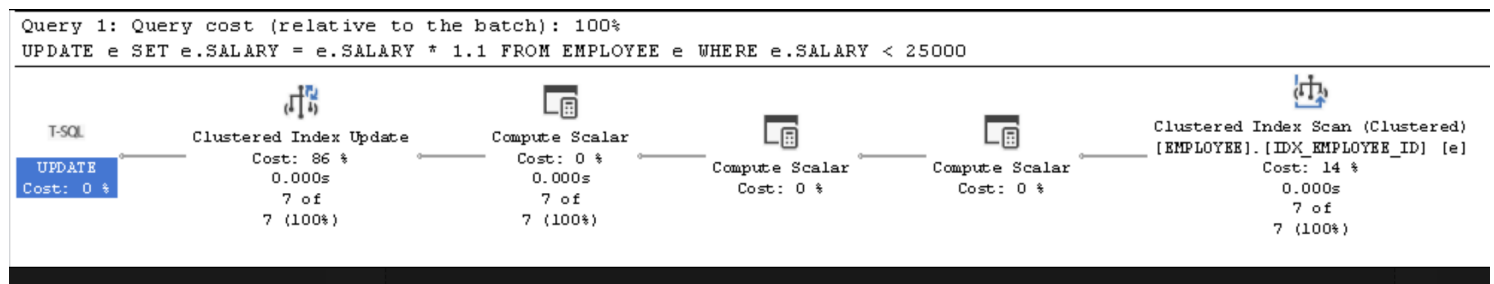 Query 1: Query cost (relative to the batch): 100%
UPDATE e SET e.SALARY = e.SALARY * 1.1 FROM EMPLOYEE e WHERE e.SALARY < 25000
T-SQL
UPDATE
Cost: 0 %
Clustered Index Update
Cost: 86 %
0.000s
7 of
7 (100%)
Compute Scalar
Cost: 0 %
0.000s
7 of
7 (100%)
Compute Scalar
Cost: 0 %
Compute Scalar
Cost: 0 %
Clustered Index Scan (Clustered)
[EMPLOYEE].[IDX_EMPLOYEE_ID] [e]
Cost: 14 %
0.000s
7 of
7 (100%)